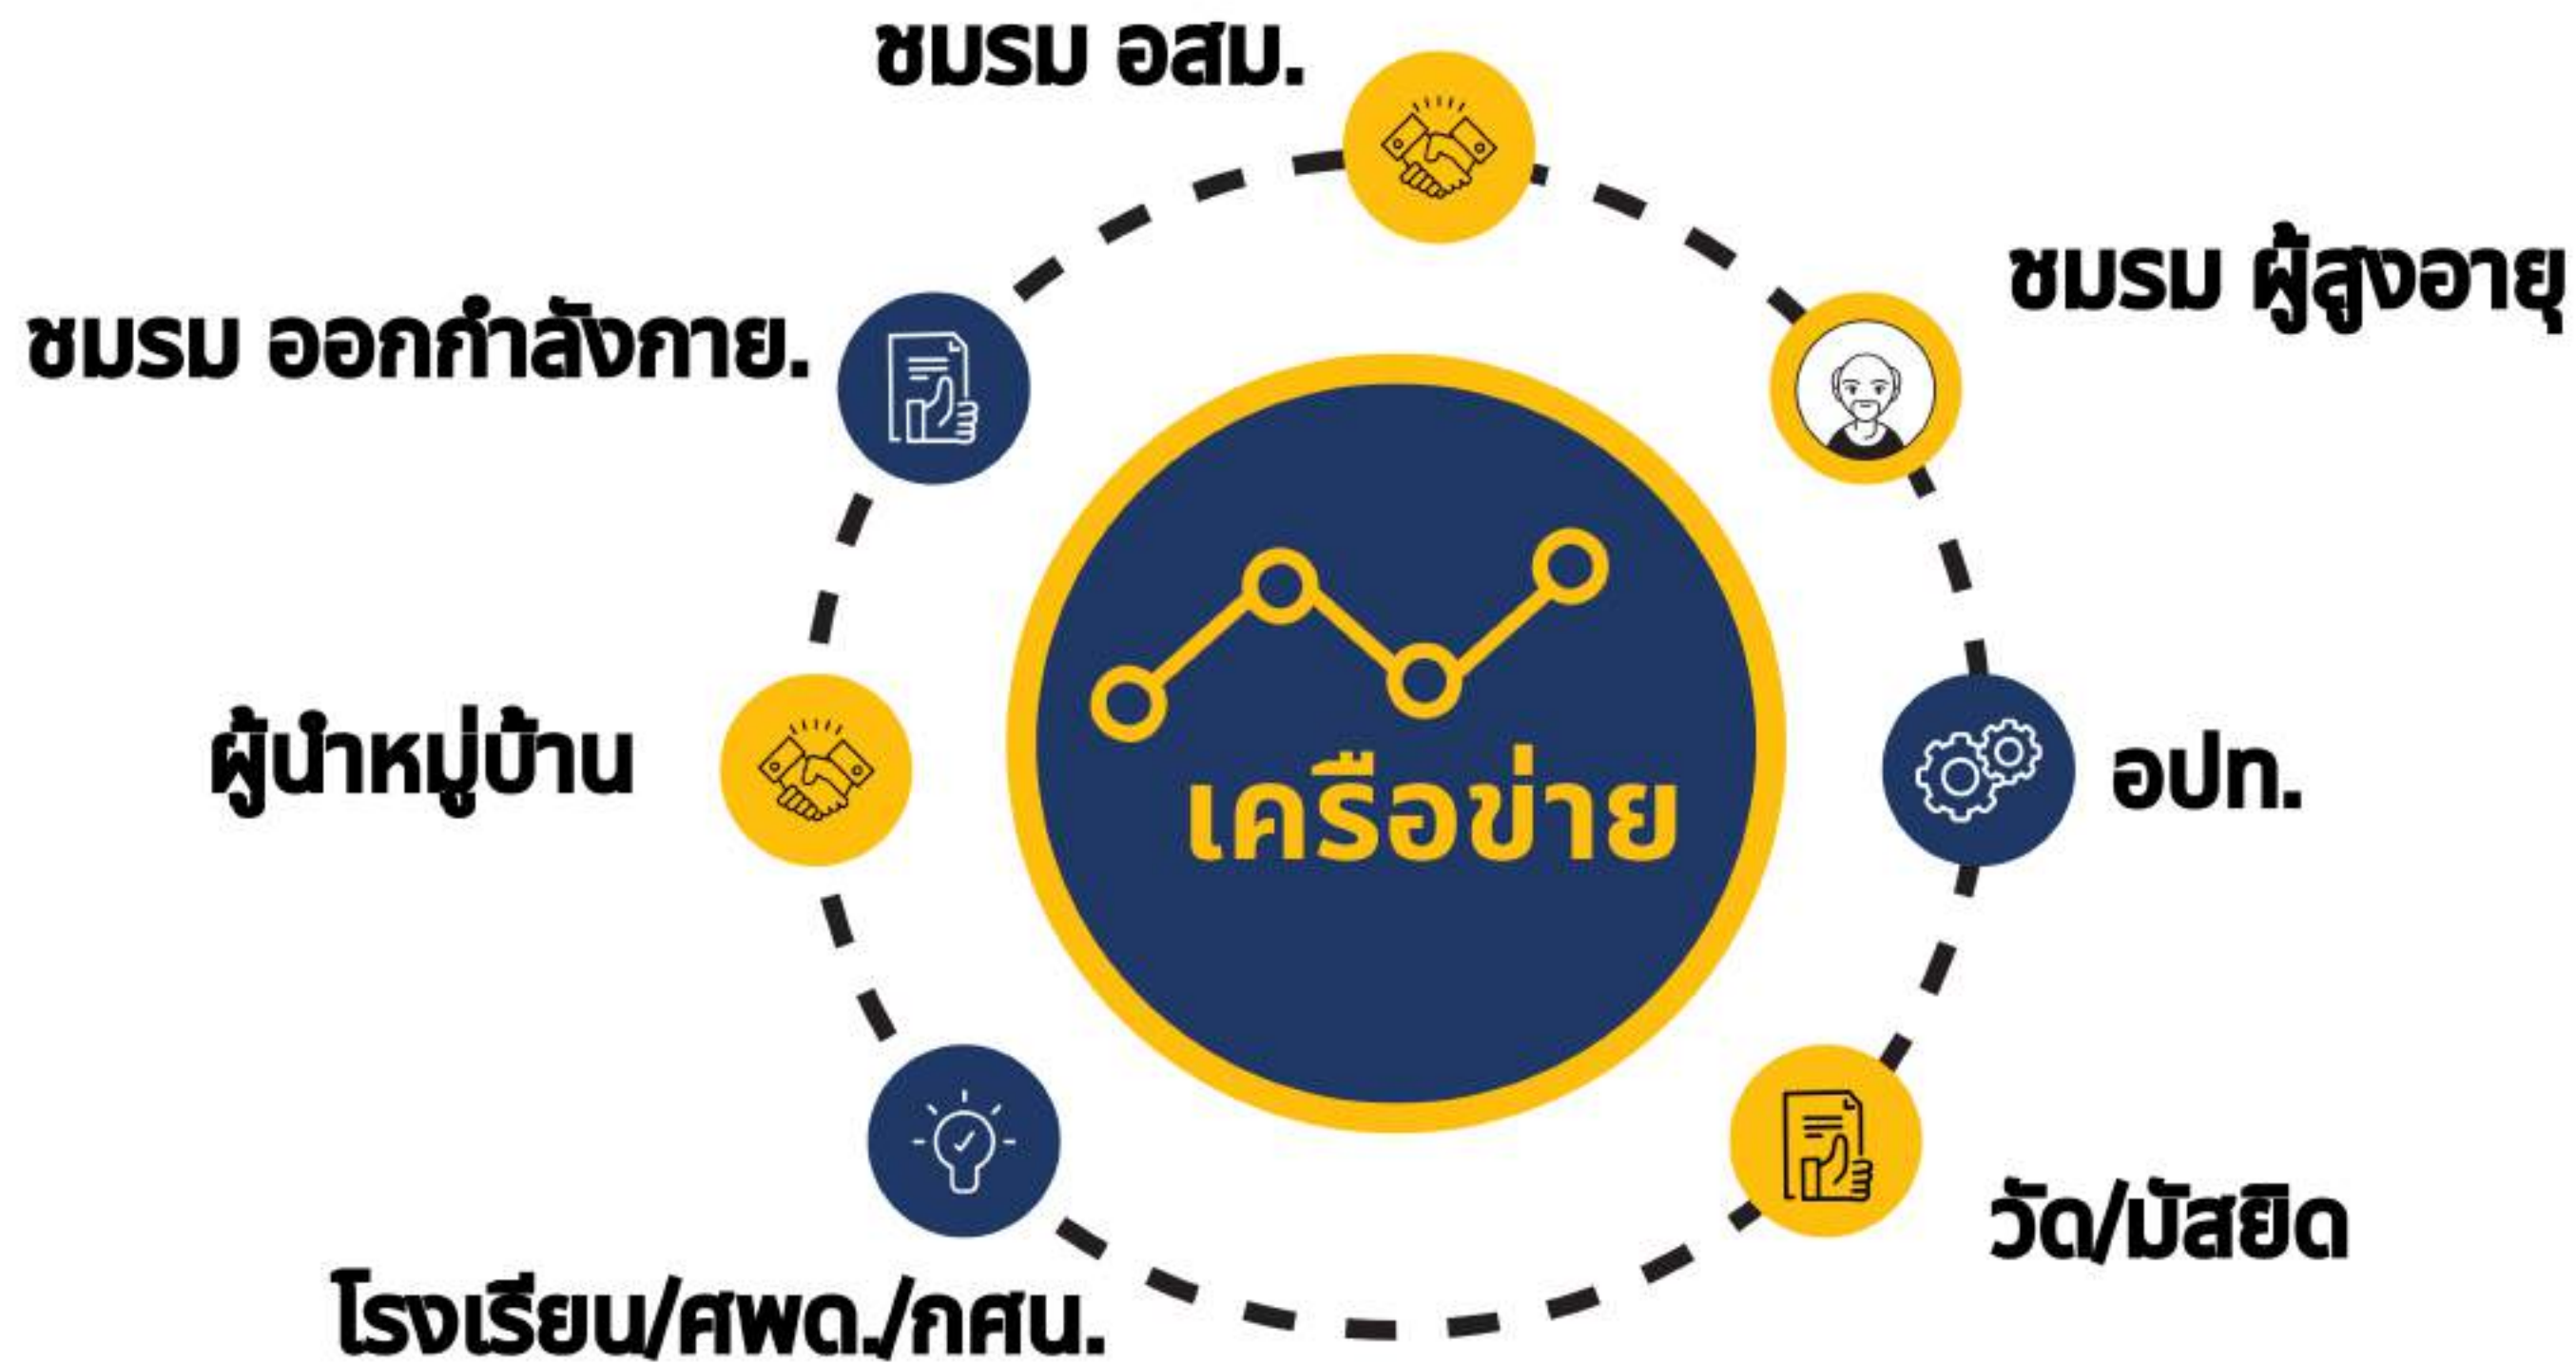 ชมรม อสม.
ชมรม ผู้สูงอายุ
ชมรม ออกกำลังกาย.
ผู้นำหมู่บ้าน
เครือข่าย
อปท.
วัด/มัสยิด
โรงเรียน/ศพด./กศน.